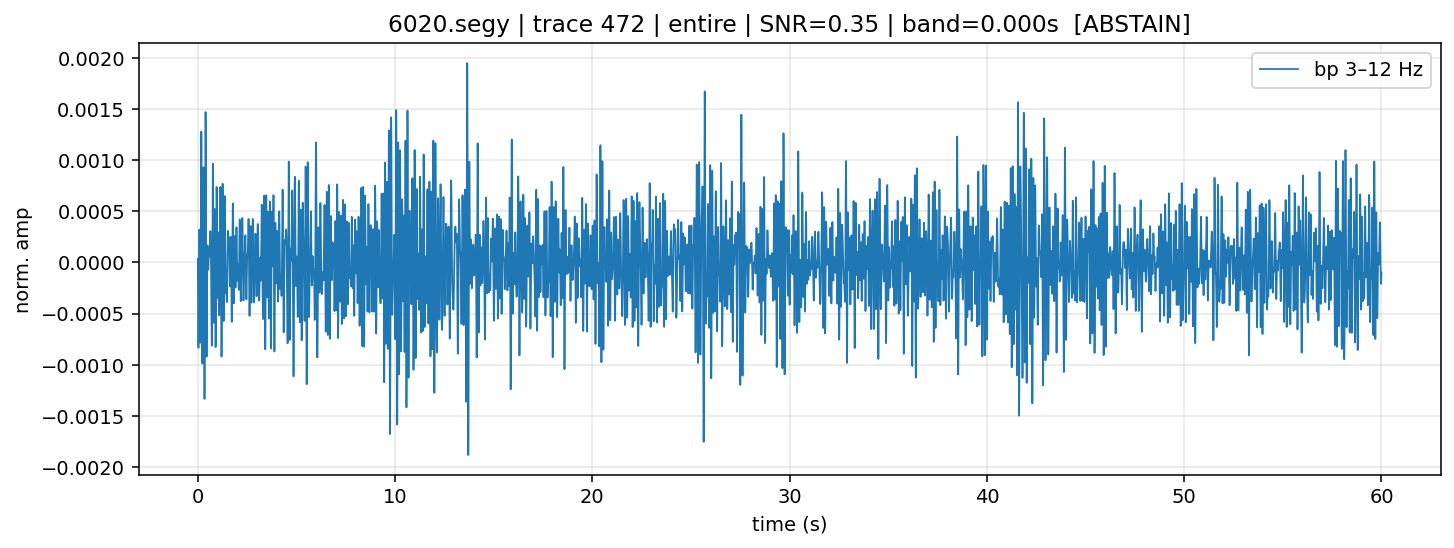 6020.segy | trace 472 | entire | SNR=0.35 | band=0.000s  [ABSTAIN]
bp 3–12 Hz
norm. amp
0.0020
0.0015
0.0010
0.0005
0.0000
−0.0005
−0.0010
−0.0015
−0.0020
0 10 20 30 40 50 60
time (s)